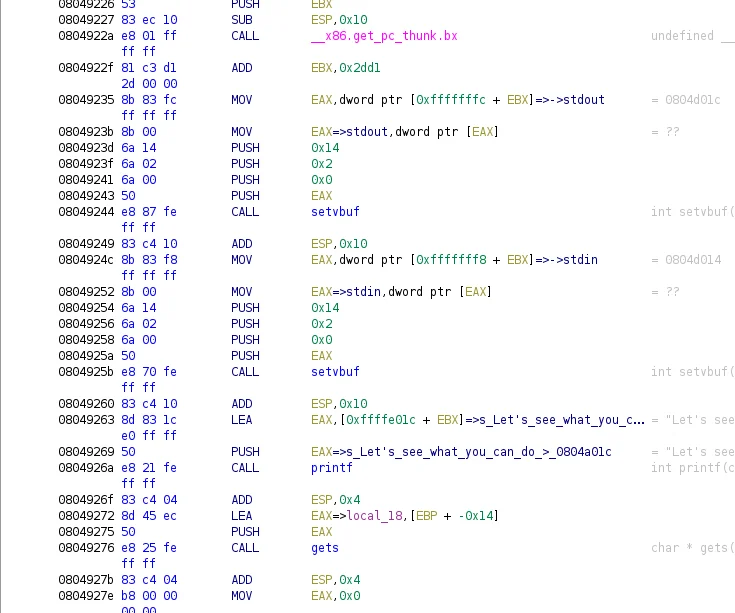 08049226 53 PUSH EBX
08049227 83 ec 10 SUB ESP,0x10
0804922a e8 01 ff CALL __x86.get_pc_thunk.bx undefined __
ff ff
0804922f 81 c3 d1 ADD EBX,0x2dd1
2d 00 00
08049235 8b 83 fc MOV EAX,dword ptr [0xfffffffc + EBX]=>->stdout = 0804d01c
ff ff ff
0804923b 8b 00 MOV EAX=>stdout,dword ptr [EAX] = ??
0804923d 6a 14 PUSH 0x14
0804923f 6a 02 PUSH 0x2
08049241 6a 00 PUSH 0x0
08049243 50 PUSH EAX
08049244 e8 87 fe CALL setvbuf int setvbuf(
ff ff
08049249 83 c4 10 ADD ESP,0x10
0804924c 8b 83 f8 MOV EAX,dword ptr [0xfffffff8 + EBX]=>->stdin = 0804d014
ff ff ff
08049252 8b 00 MOV EAX=>stdin,dword ptr [EAX] = ??
08049254 6a 14 PUSH 0x14
08049256 6a 02 PUSH 0x2
08049258 6a 00 PUSH 0x0
0804925a 50 PUSH EAX
0804925b e8 70 fe CALL setvbuf int setvbuf(
ff ff
08049260 83 c4 10 ADD ESP,0x10
08049263 8d 83 1c LEA EAX,[0xffffe01c + EBX]=>s_Let's_see_what_you_c... = "Let's see
e0 ff ff
08049269 50 PUSH EAX=>s_Let's_see_what_you_can_do_>_0804a01c = "Let's see
0804926a e8 21 fe CALL printf int printf(c
ff ff
0804926f 83 c4 04 ADD ESP,0x4
08049272 8d 45 ec LEA EAX=>local_18,[EBP + -0x14]
08049275 50 PUSH EAX
08049276 e8 25 fe CALL gets char * gets(
ff ff
0804927b 83 c4 04 ADD ESP,0x4
0804927e b8 00 00 MOV EAX,0x0
00 00